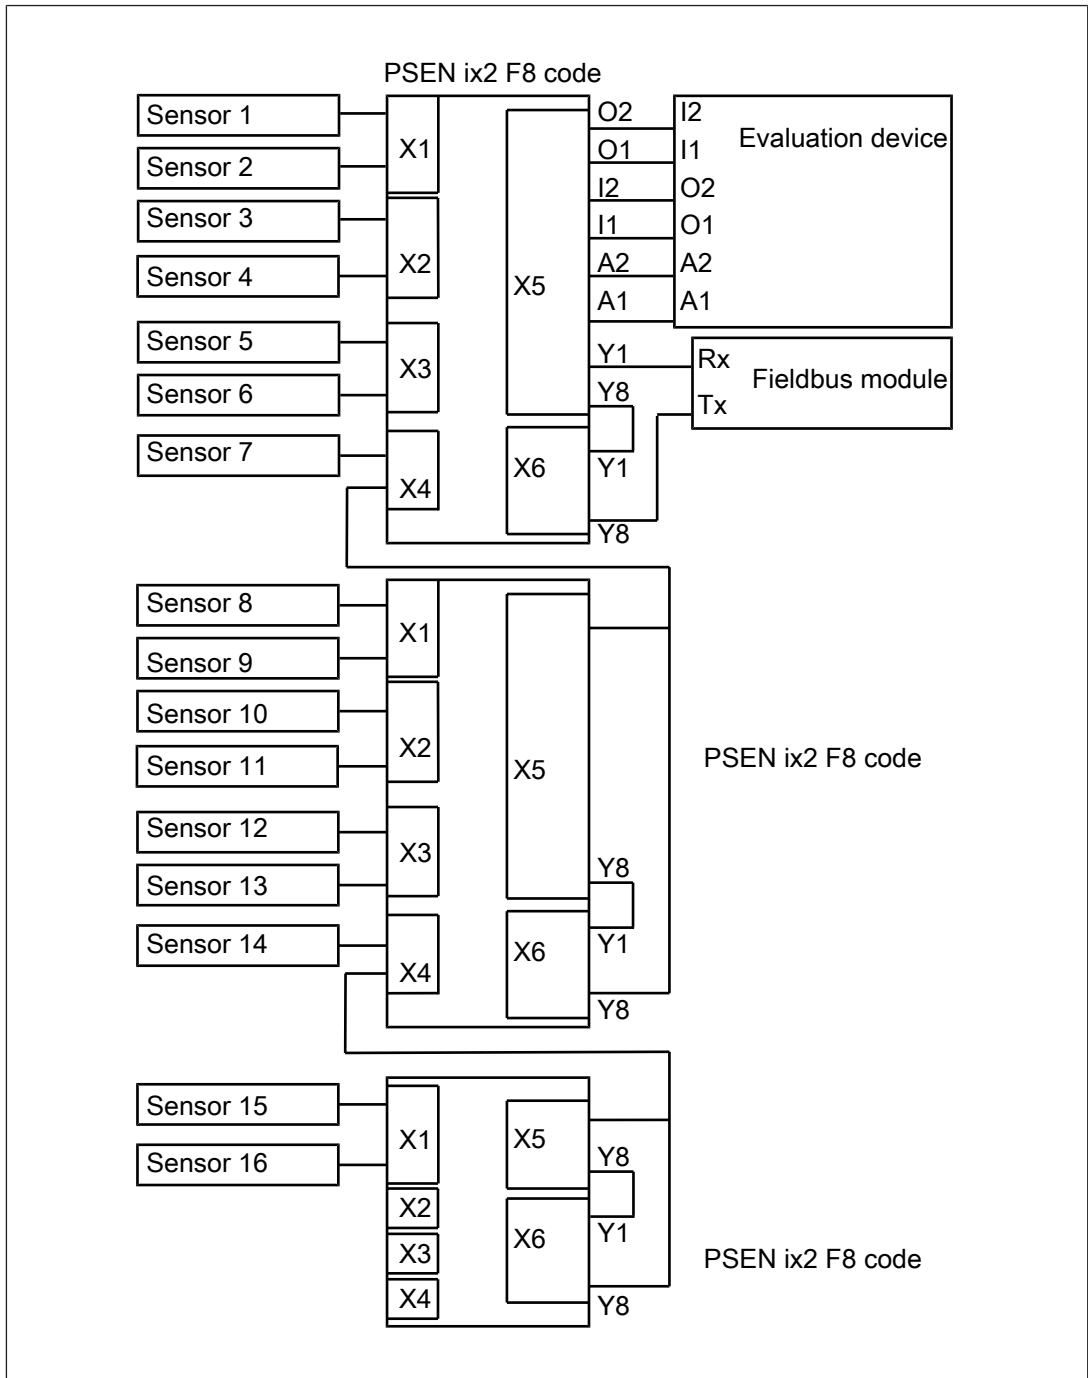 PSEN ix2 F8 code
Sensor 1
Sensor 2
Sensor 3
Sensor 4
Sensor 5
Sensor 6
Sensor 7
X1
X2
X3
X4
X5
X6
O2
O1
I2
I1
A2
A1
Y1
Y8
Y1
Y8
I2
I1
O2
O1
A2
A1
Evaluation device
Rx
Tx
Fieldbus module
Sensor 8
Sensor 9
Sensor 10
Sensor 11
Sensor 12
Sensor 13
Sensor 14
X1
X2
X3
X4
X5
X6
Y8
Y1
Y8
PSEN ix2 F8 code
Sensor 15
Sensor 16
X1
X2
X3
X4
X5
X6
Y8
Y1
Y8
PSEN ix2 F8 code